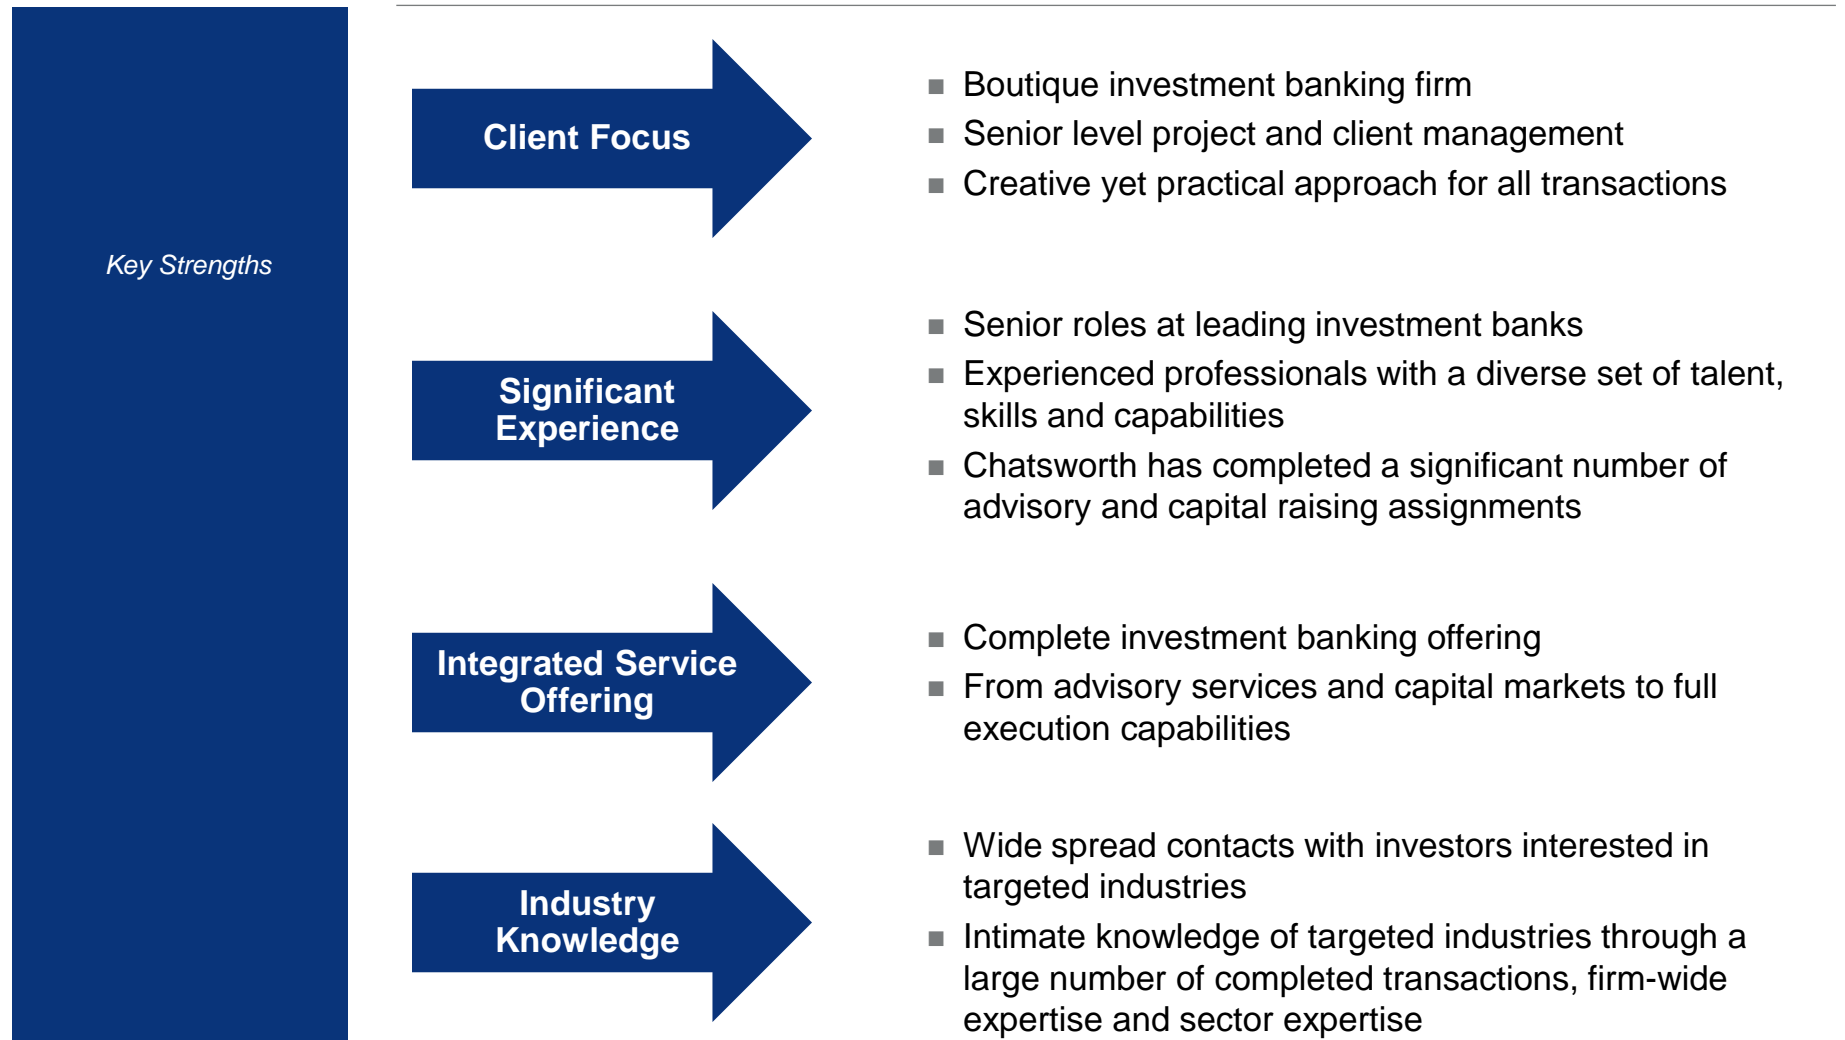 Key Strengths
Client Focus
■ Boutique investment banking firm
■ Senior level project and client management
■ Creative yet practical approach for all transactions
Significant
Experience
■ Senior roles at leading investment banks
■ Experienced professionals with a diverse set of talent,
skills and capabilities
■ Chatsworth has completed a significant number of
advisory and capital raising assignments
Integrated Service
Offering
■ Complete investment banking offering
■ From advisory services and capital markets to full
execution capabilities
Industry
Knowledge
■ Wide spread contacts with investors interested in
targeted industries
■ Intimate knowledge of targeted industries through a
large number of completed transactions, firm-wide
expertise and sector expertise